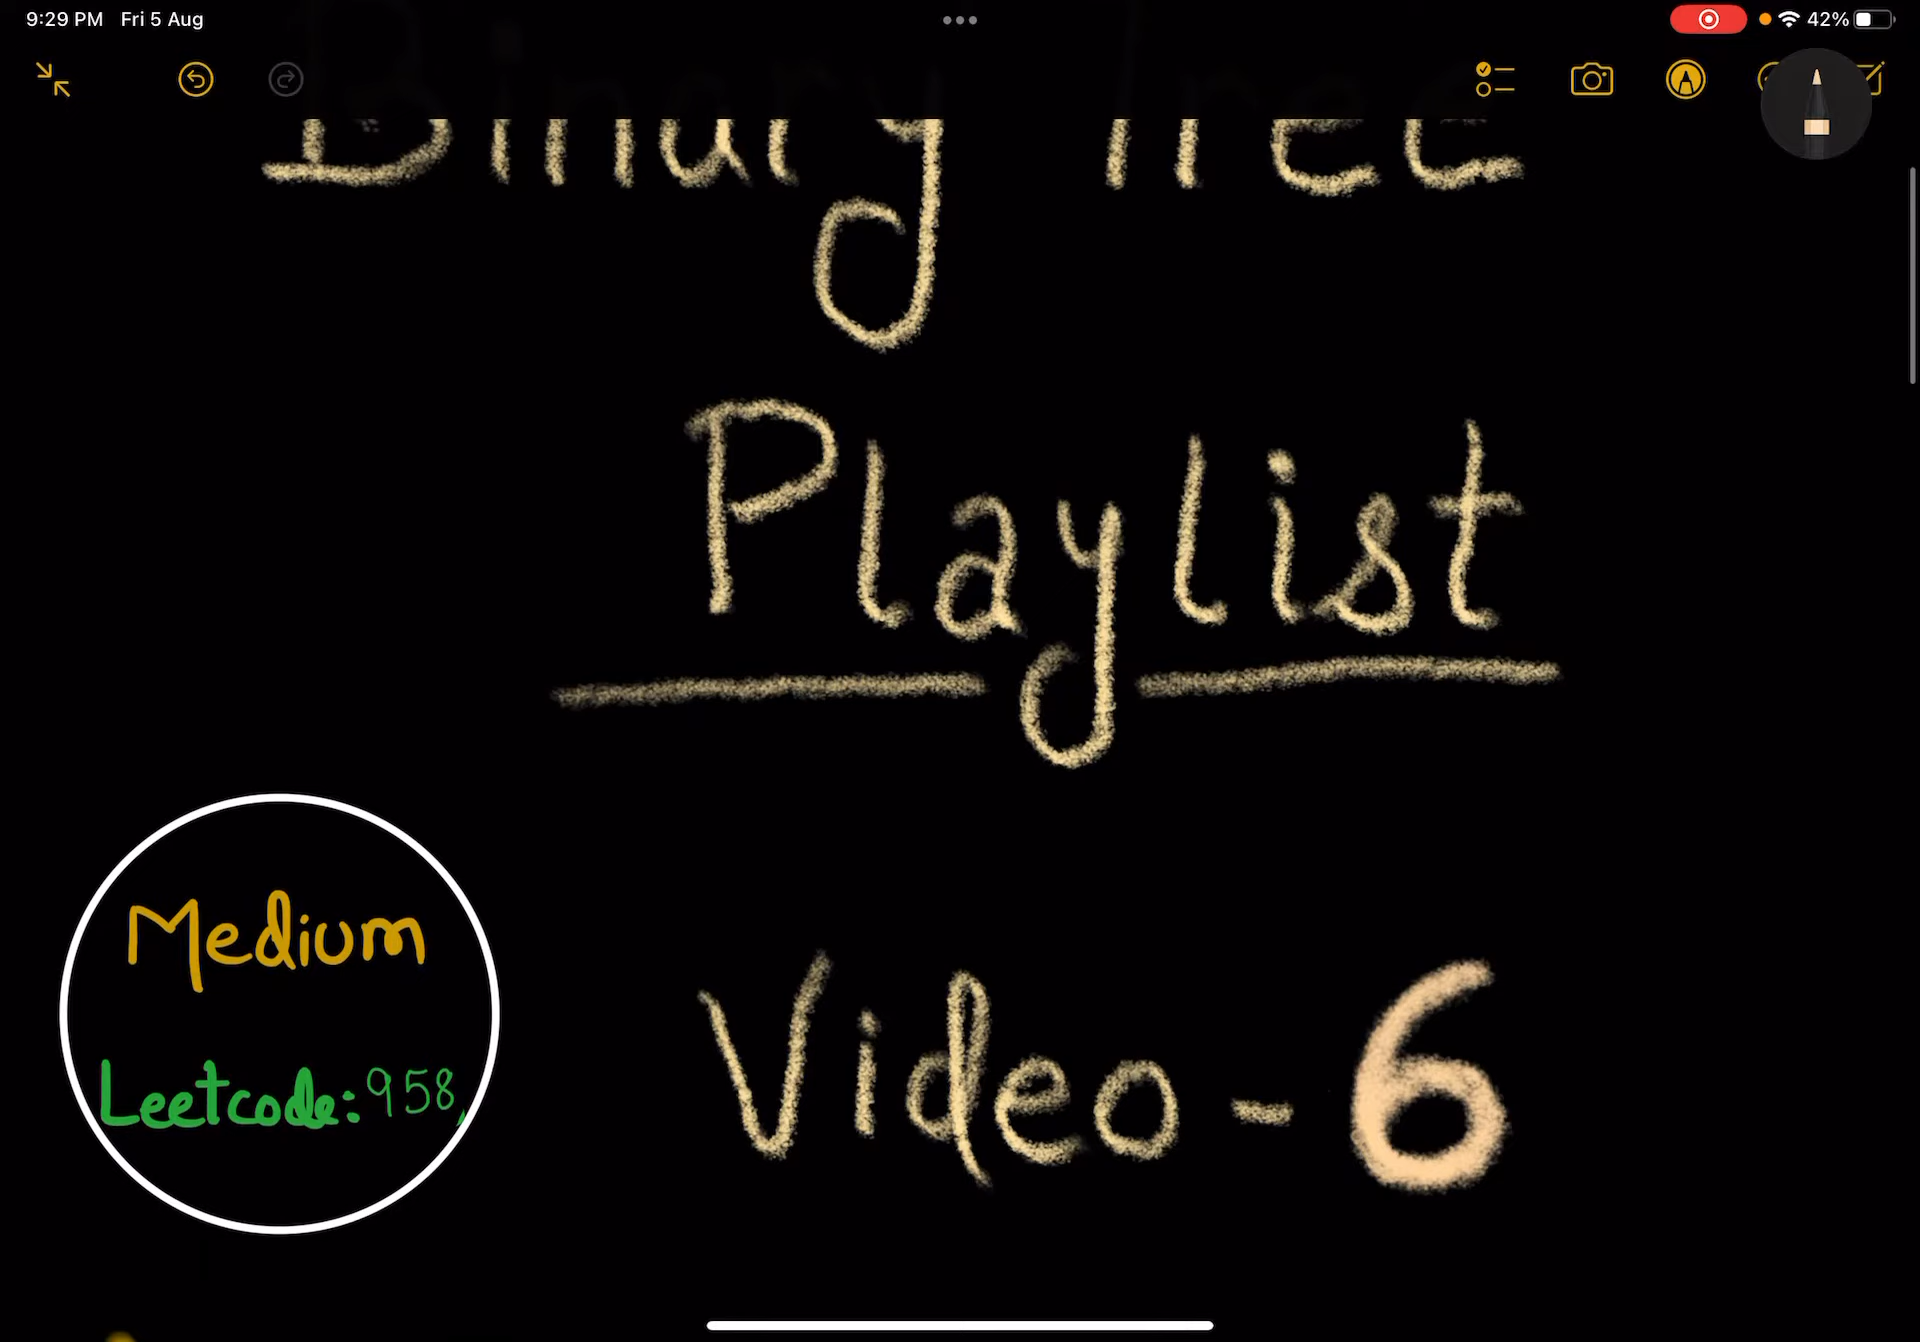 9:29 PM Fri 5 Aug
42%
Binary Tree
Playlist
Medium
Leetcode: 958,
Video - 6